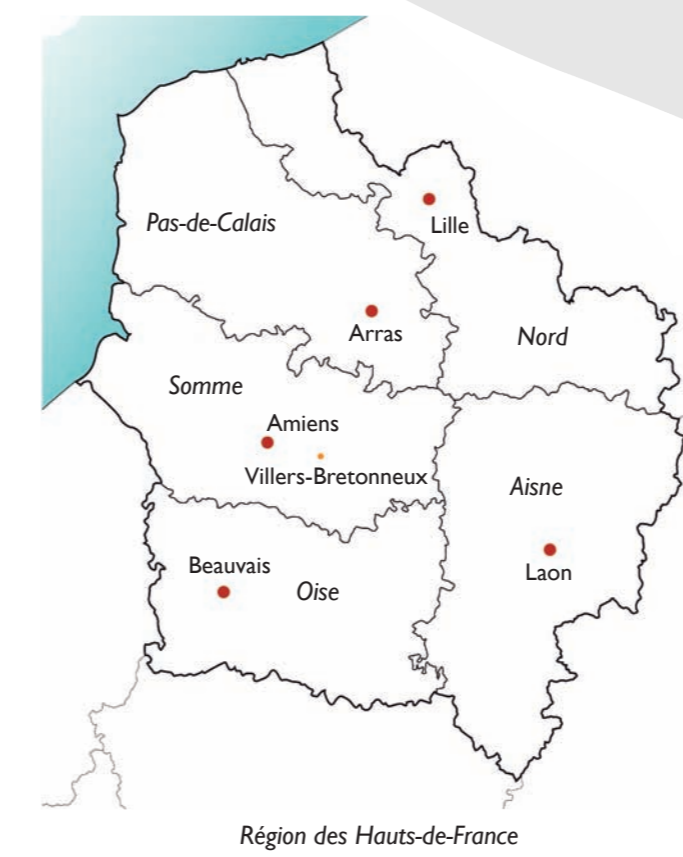 Lille
Pas-de-Calais
Arras
Nord
Somme
Amiens
Villers-Bretonneux
Aisne
Beauvais
Oise
Laon
Région des Hauts-de-France